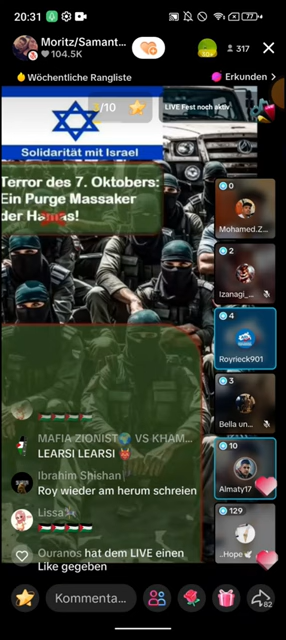 20:31
77
Moritz/Samant...
104.5K
317
Wöchentliche Rangliste
Erkunden >
/10
LIVE Fest noch aktiv
Solidarität mit Israel
Terror des 7. Oktobers:
Ein Purge Massaker
der Hamas!
0
Mohamed.Z...
2
Izanagi_...
4
Royrieck901
3
Bella un...
10
Almaty17
129
...Hope
MAFIA ZIONIST VS KHAM...
LEARSI LEARSI
Ibrahim Shishan
Roy wieder am herum schreien
Lissa
Ouranos hat dem LIVE einen
Like gegeben
Kommenta...
82